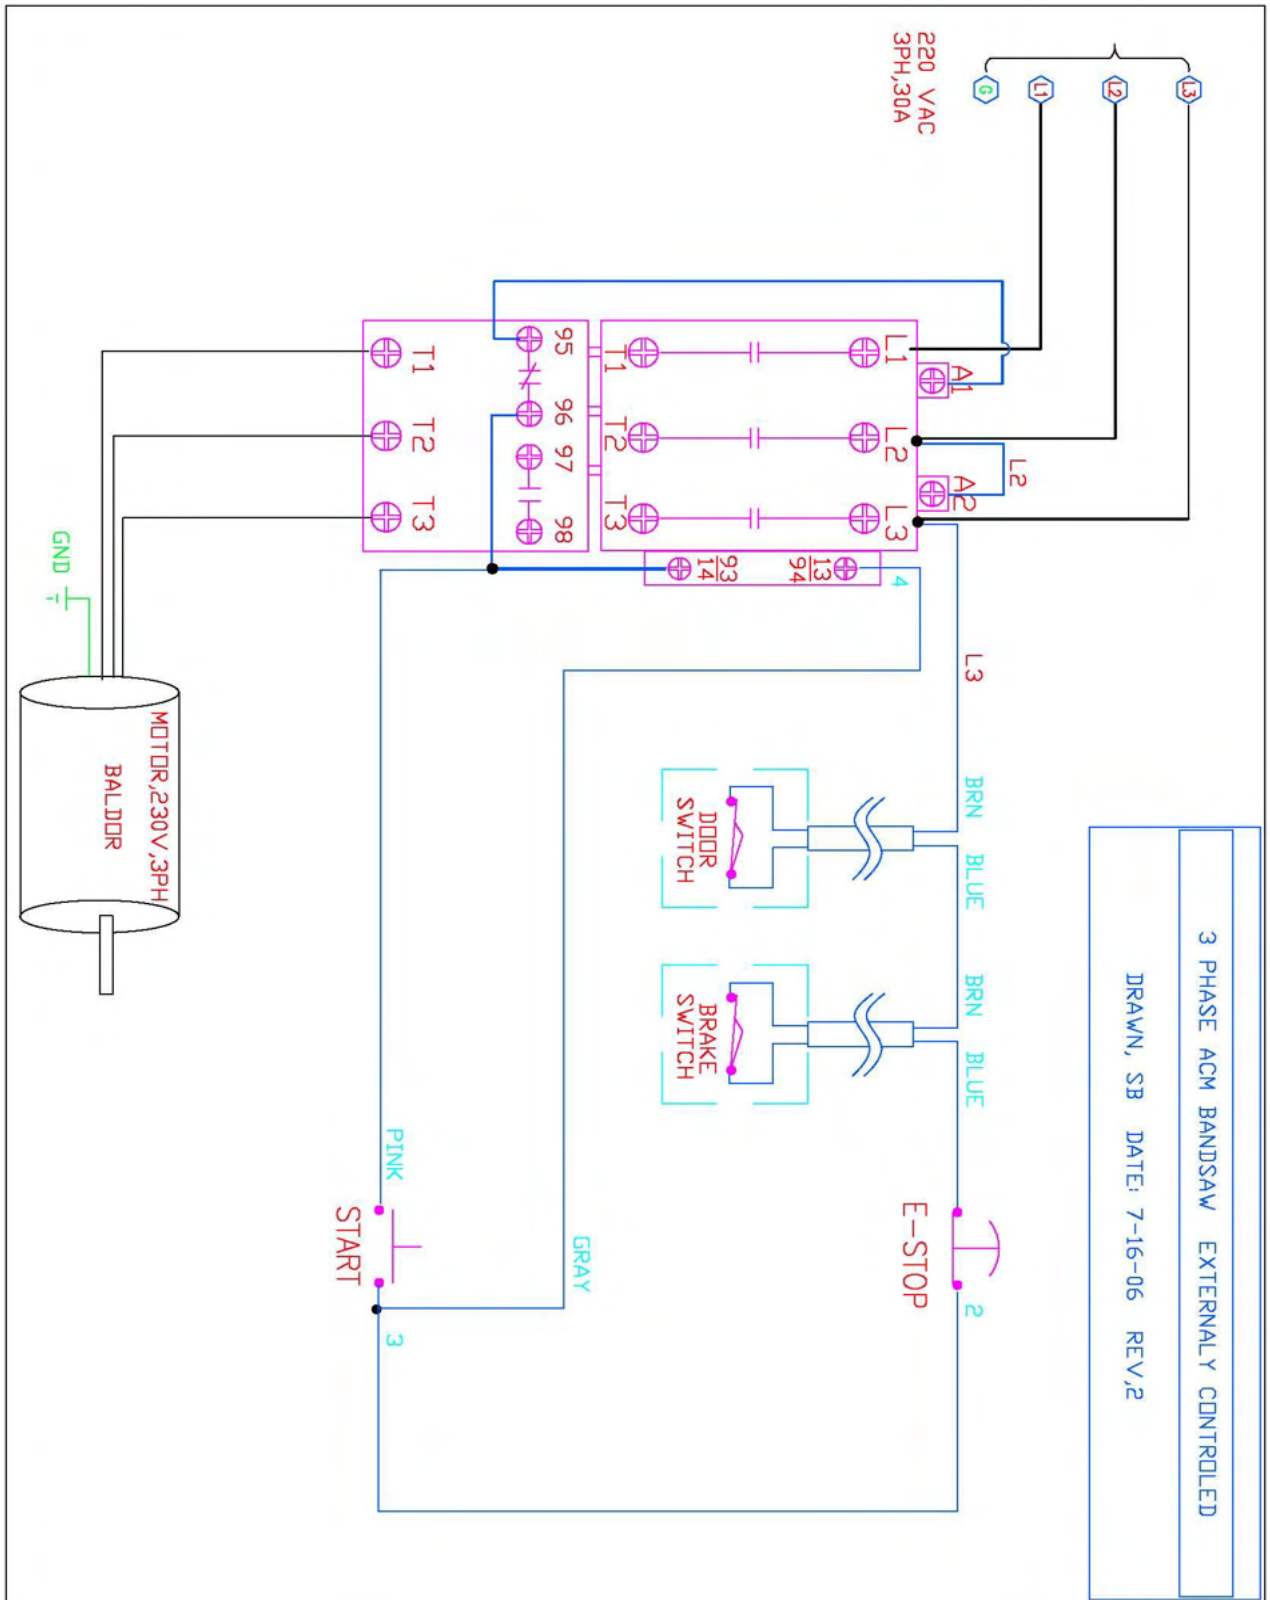 3 PHASE ACM BANDSAW EXTERNALY CONTROLED
DRAWN, SB DATE: 7-16-06 REV,2
L3
L2
L1
G
220 VAC
3PH,30A
A1
L2
A2
L1
L2
L3
T1
T2
T3
95
96
97
98
T1
T2
T3
13
94
93
14
4
L3
BRN
BLUE
BRN
BLUE
DOOR
SWITCH
BRAKE
SWITCH
E-STOP
2
GRAY
PINK
START
3
GND
MOTOR,230V,3PH
BALDOR